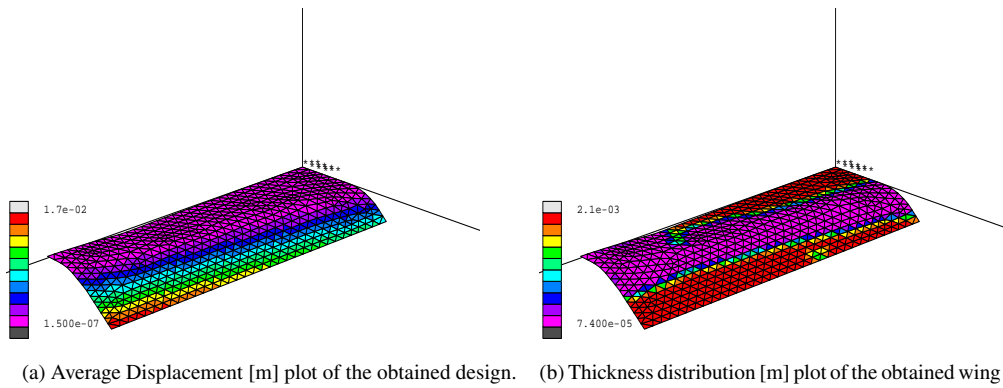 1.7e-02
1.500e-07
2.1e-03
7.400e-05
(a) Average Displacement [m] plot of the obtained design.
(b) Thickness distribution [m] plot of the obtained wing